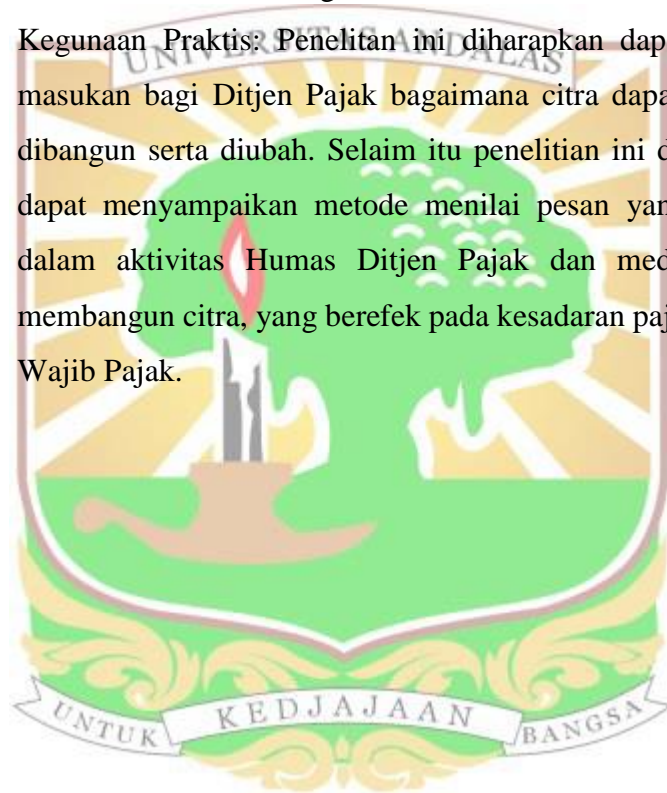 Kegunaan Praktis: Penelitan ini diharapkan dap
UNIVERSITAS ANDALAS
masukan bagi Ditjen Pajak bagaimana citra dapa
dibangun serta diubah. Selaim itu penelitian ini d
dapat menyampaikan metode menilai pesan yan
dalam aktivitas Humas Ditjen Pajak dan med
membangun citra, yang berefek pada kesadaran paj
Wajib Pajak.
UNTUK KEDJAJAAN BANGSA